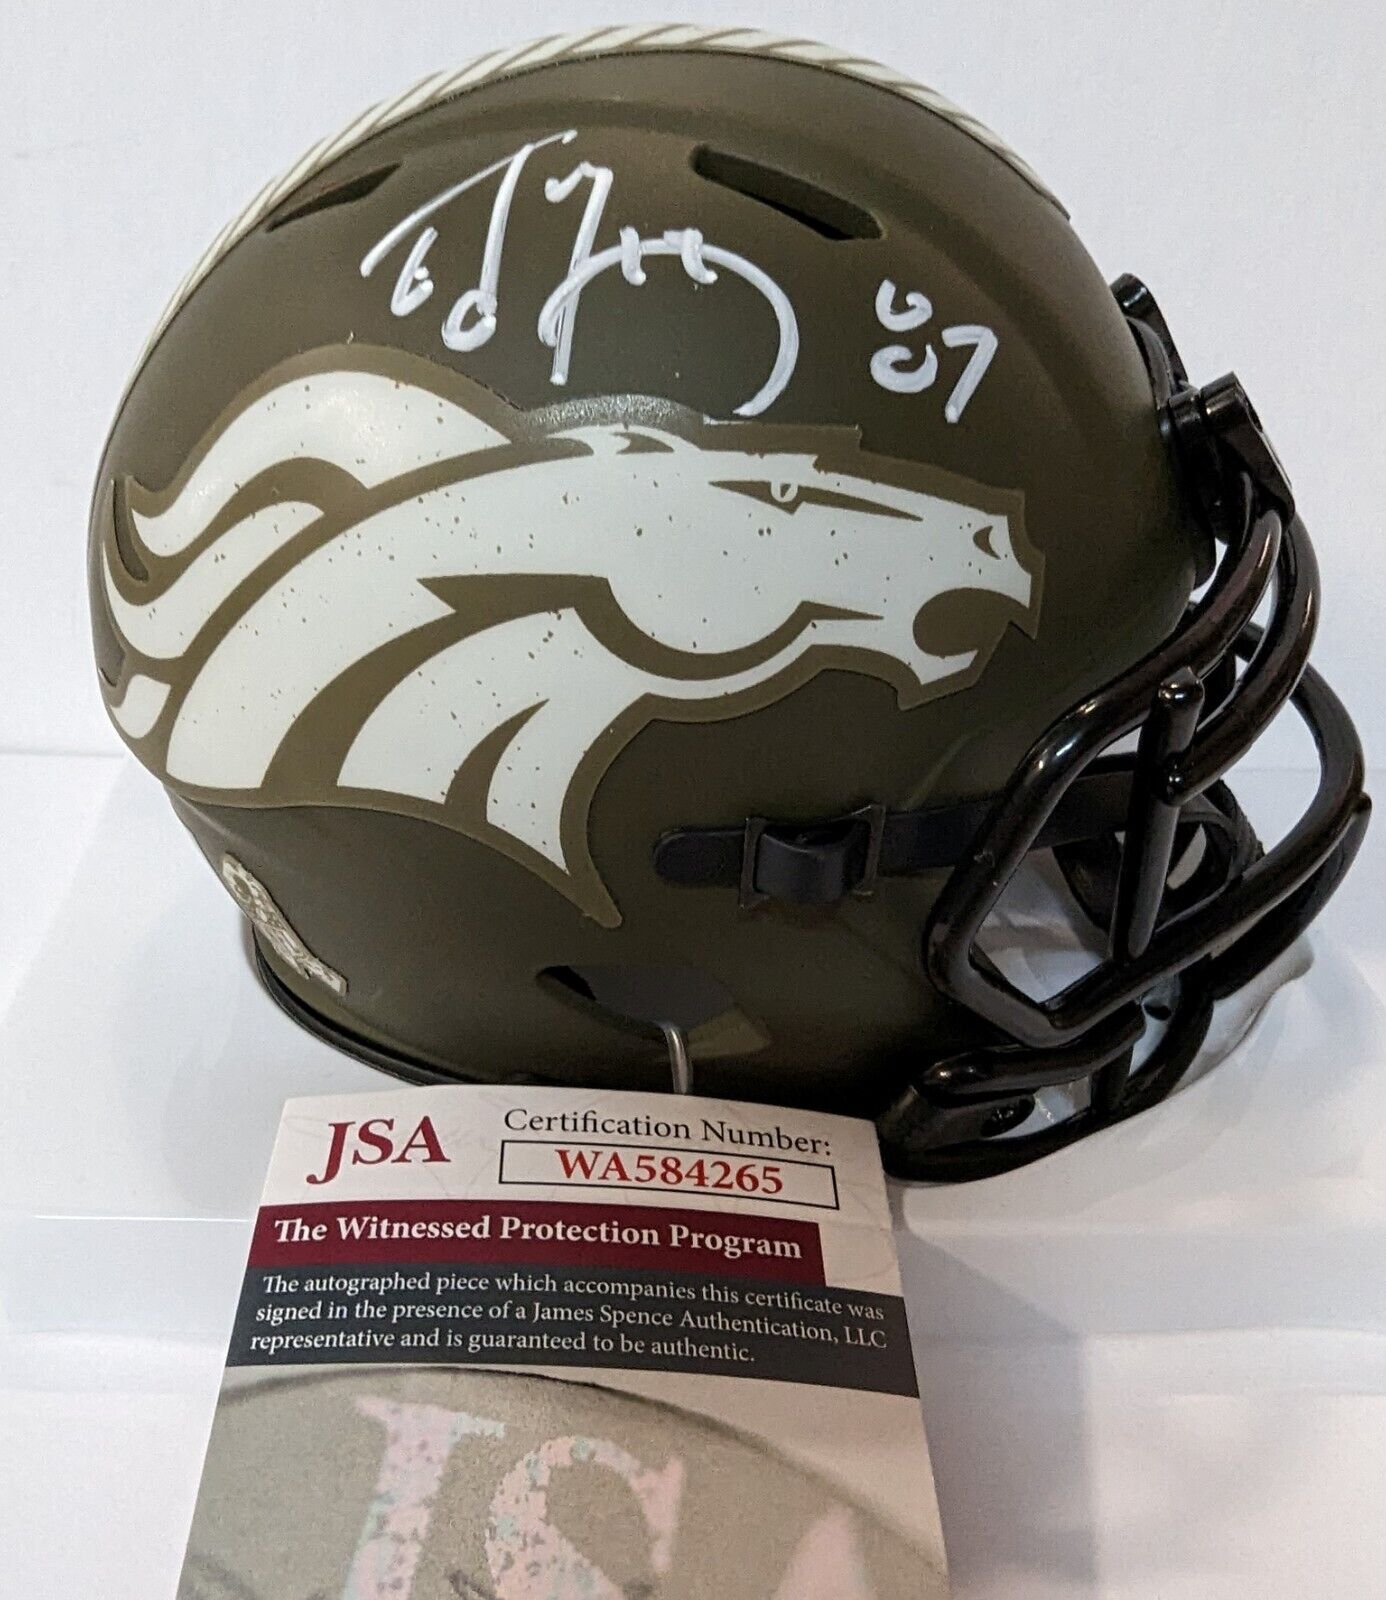 87
JSA
Certification Number:
WA584265
The Witnessed Protection Program
The autographed piece which accompanies this certificate was
signed in the presence of a James Spence Authentication, LLC
representative and is guaranteed to be authentic.
JSA